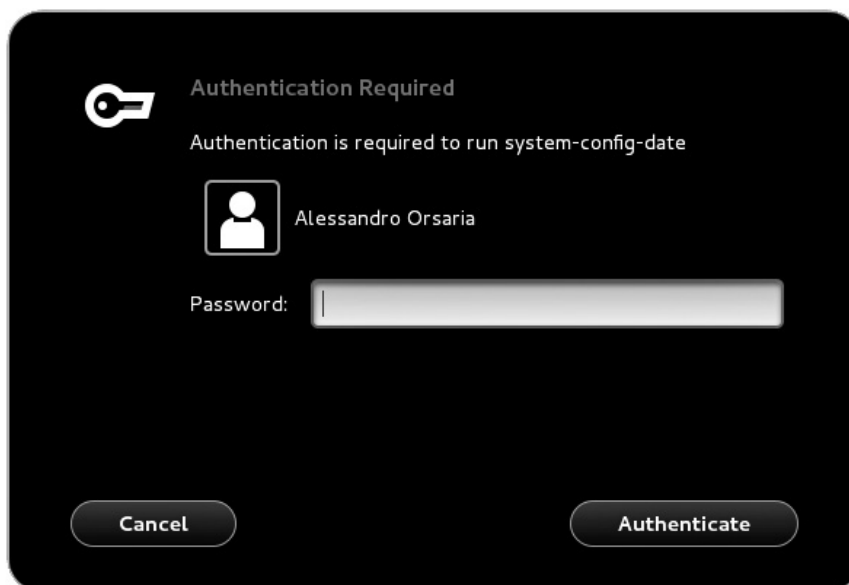 Authentication Required
Authentication is required to run system-config-date
Alessandro Orsaria
Password:
Cancel
Authenticate